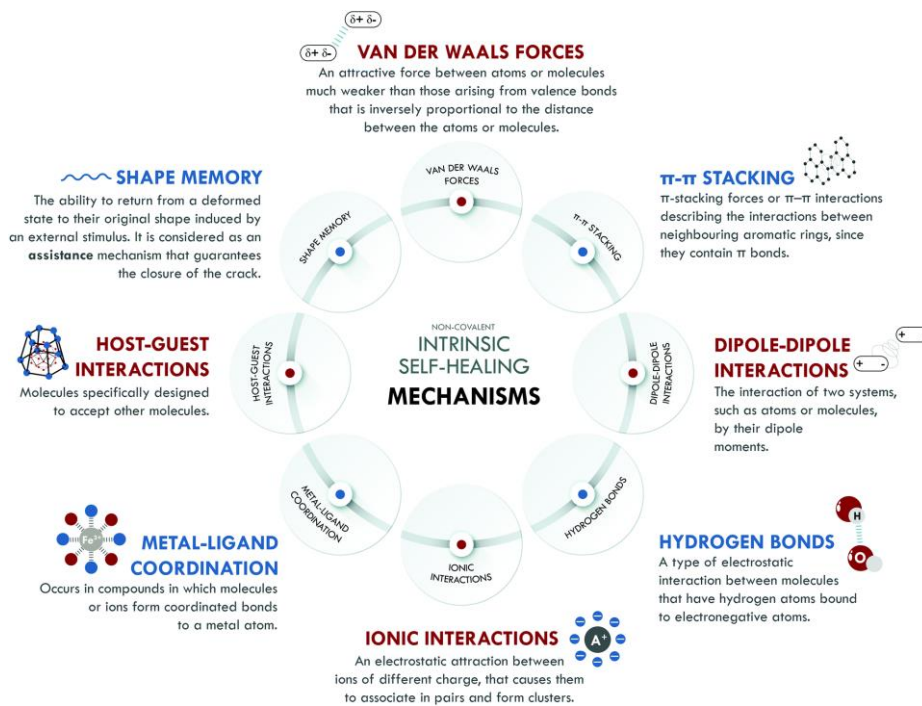 δ+ δ-
δ+ δ-
VAN DER WAALS FORCES
An attractive force between atoms or molecules
much weaker than those arising from valence bonds
that is inversely proportional to the distance
between the atoms or molecules.
SHAPE MEMORY
The ability to return from a deformed
state to their original shape induced by
an external stimulus. It is considered as an
assistance mechanism that guarantees
the closure of the crack.
π-π STACKING
π-stacking forces or π–π interactions
describing the interactions between
neighbouring aromatic rings, since
they contain π bonds.
VAN DER WAALS
FORCES
SHAPE MEMORY
π-π STACKING
HOST-GUEST
INTERACTIONS
Molecules specifically designed
to accept other molecules.
HOST-GUEST
INTERACTIONS
NON-COVALENT
INTRINSIC
SELF-HEALING
MECHANISMS
DIPOLE-DIPOLE
INTERACTIONS
DIPOLE-DIPOLE
INTERACTIONS
+ -
+ -
The interaction of two systems,
such as atoms or molecules,
by their dipole
moments.
METAL-LIGAND
COORDINATION
HYDROGEN BONDS
IONIC
INTERACTIONS
Fe³⁺
METAL-LIGAND
COORDINATION
Occurs in compounds in which molecules
or ions form coordinated bonds
to a metal atom.
H
O
HYDROGEN BONDS
A type of electrostatic
interaction between molecules
that have hydrogen atoms bound
to electronegative atoms.
IONIC INTERACTIONS
A⁺
An electrostatic attraction between
ions of different charge, that causes them
to associate in pairs and form clusters.